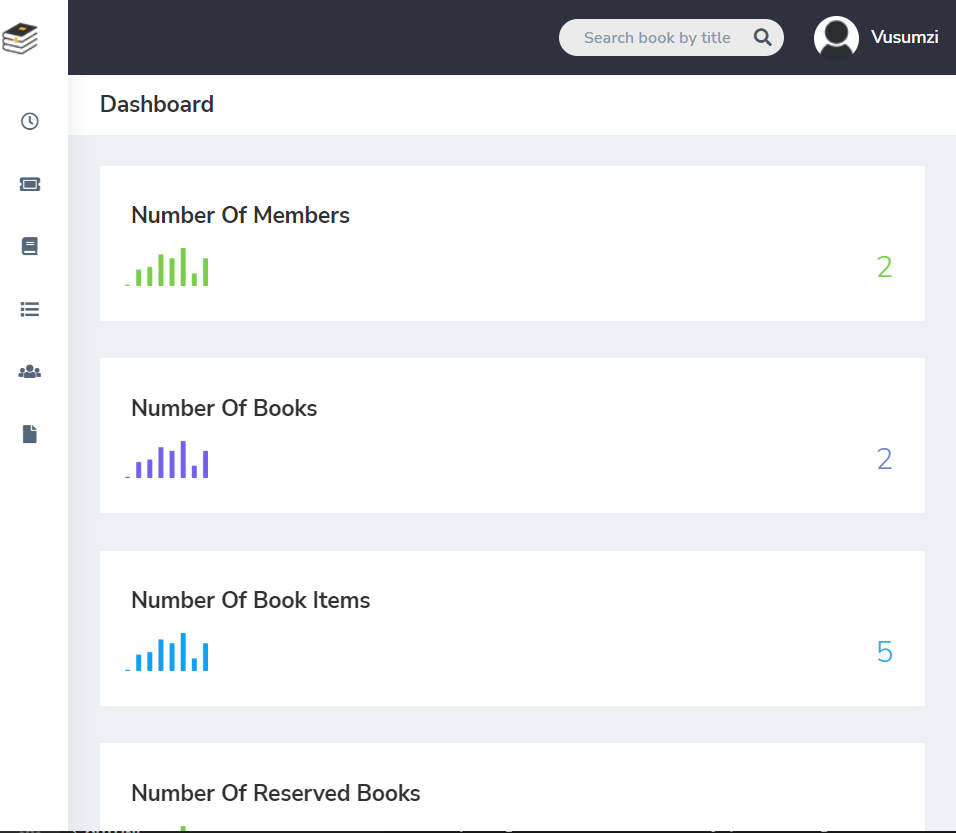 Search book by title
Vusumzi
Dashboard
Number Of Members
2
Number Of Books
2
Number Of Book Items
5
Number Of Reserved Books